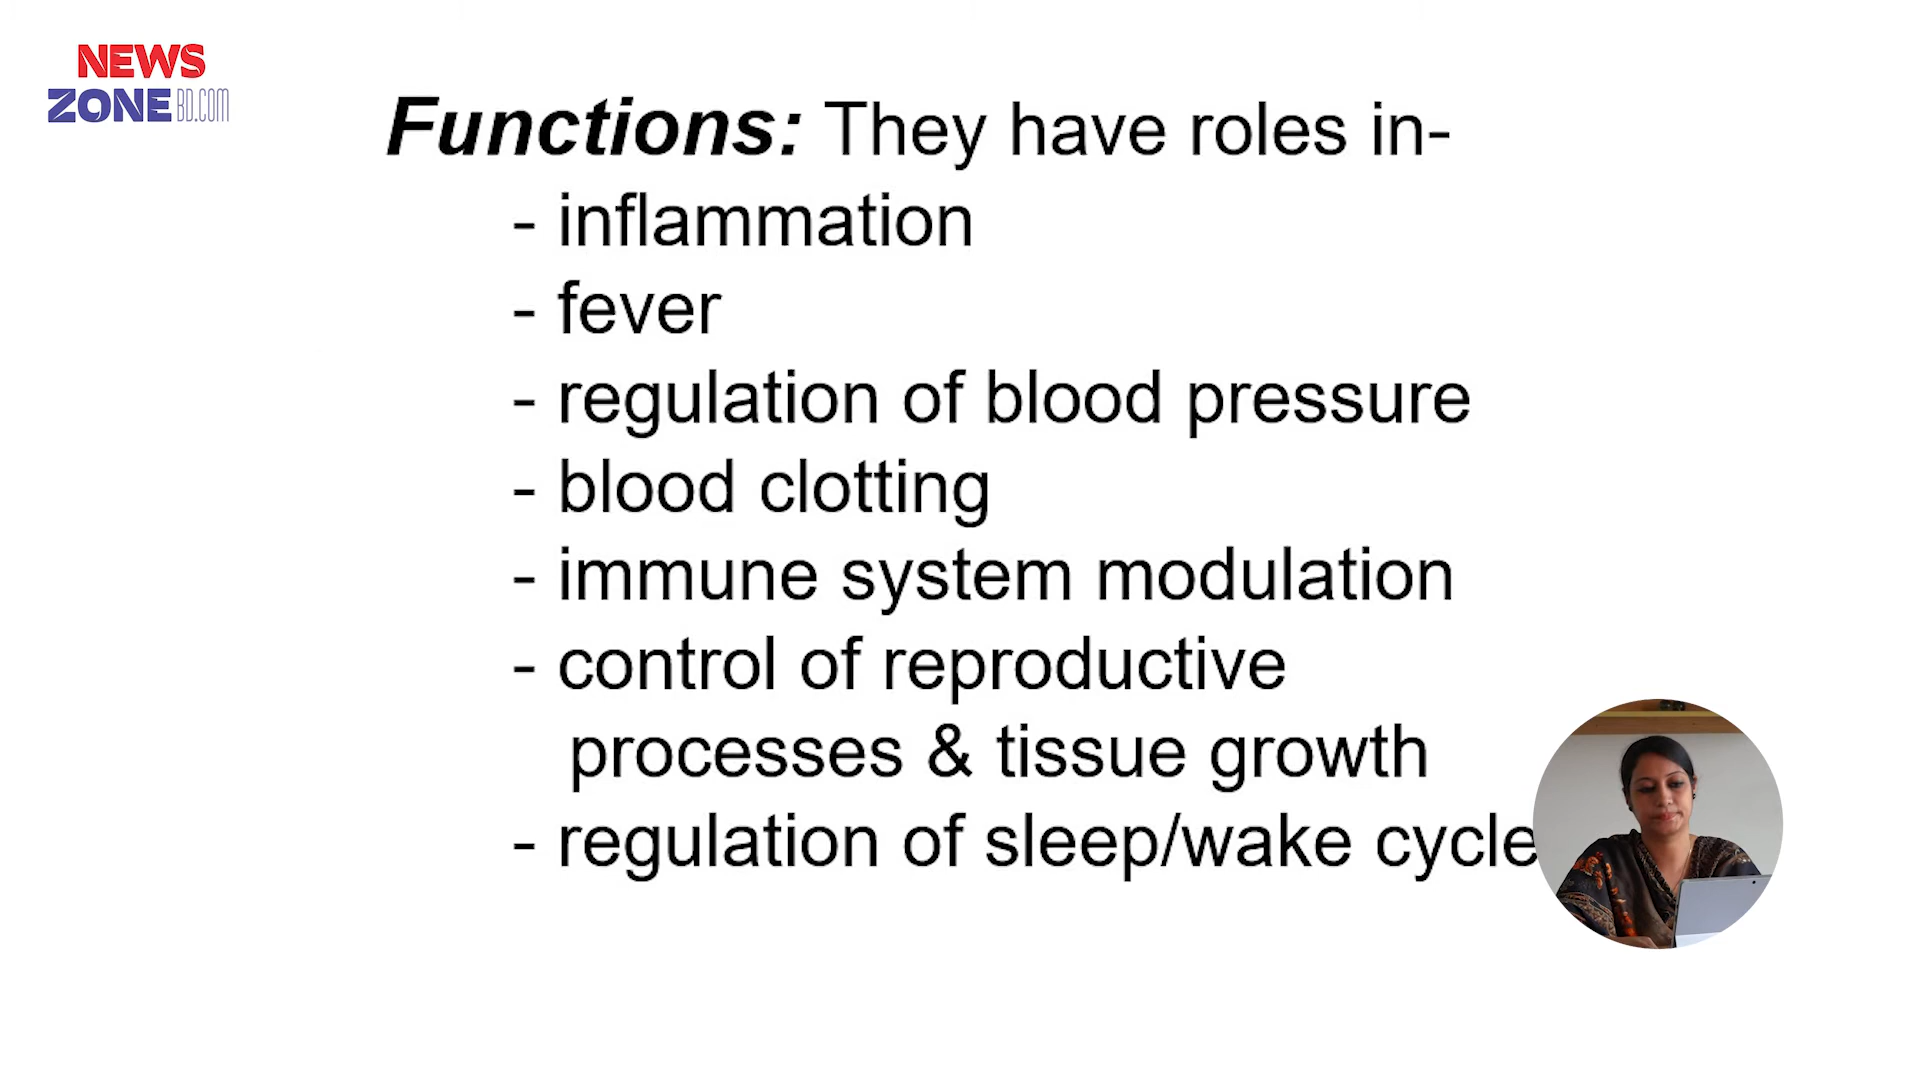 NEWS
ZONE BD.COM
Functions: They have roles in-
- inflammation
- fever
- regulation of blood pressure
- blood clotting
- immune system modulation
- control of reproductive
processes & tissue growth
- regulation of sleep/wake cycle